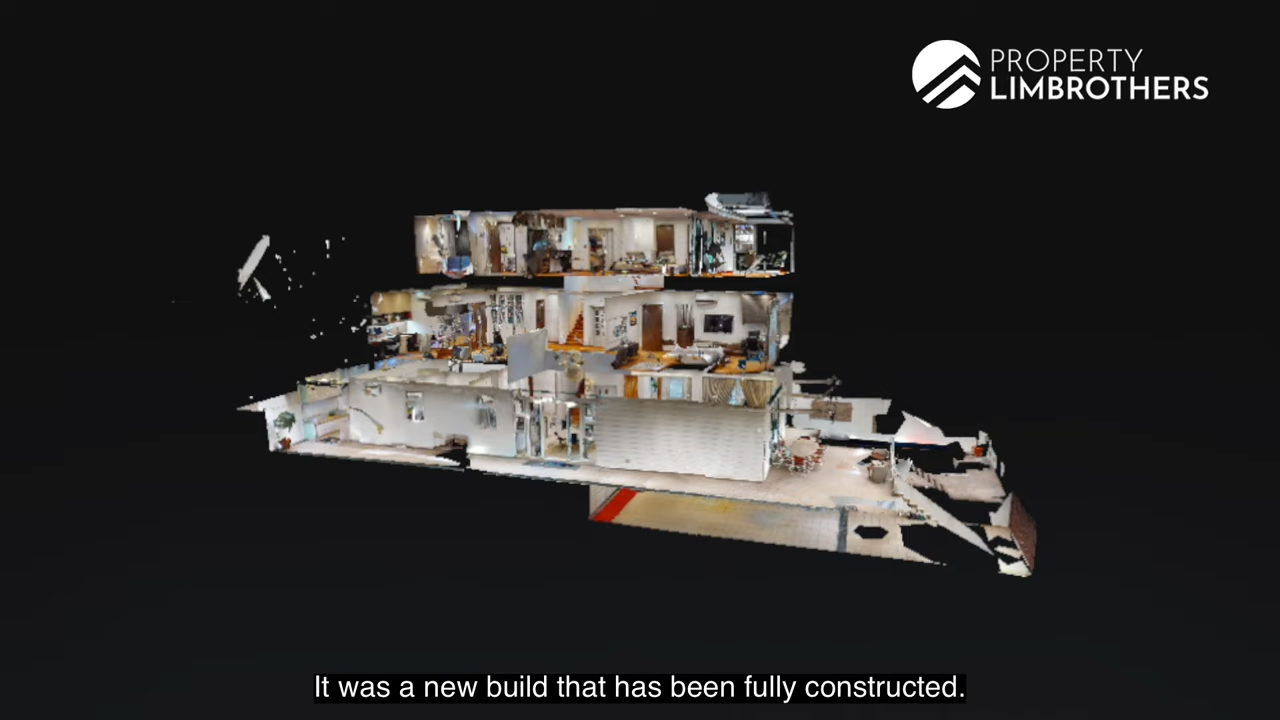 PROPERTY
LIMBROTHERS
It was a new build that has been fully constructed.